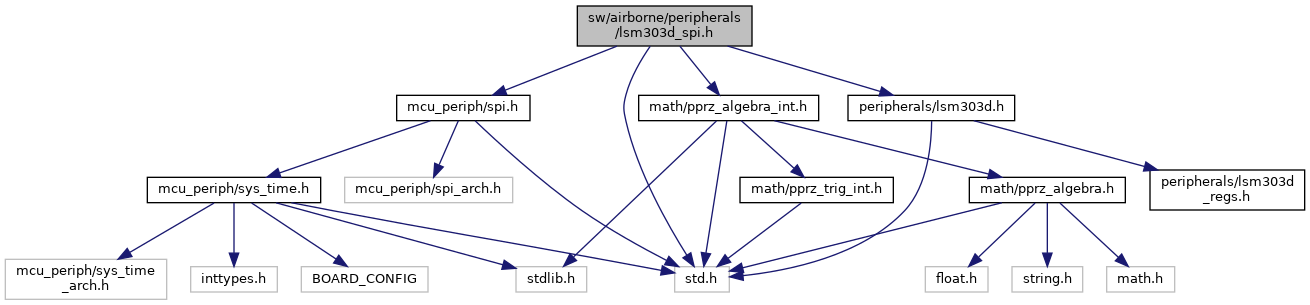 sw/airborne/peripherals
/lsm303d_spi.h
mcu_periph/spi.h
math/pprz_algebra_int.h
peripherals/lsm303d.h
mcu_periph/sys_time.h
mcu_periph/spi_arch.h
math/pprz_trig_int.h
math/pprz_algebra.h
peripherals/lsm303d
_regs.h
mcu_periph/sys_time
_arch.h
inttypes.h
BOARD_CONFIG
stdlib.h
std.h
float.h
string.h
math.h